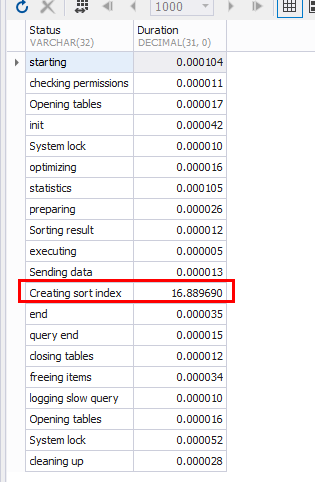 1000
Status Duration
VARCHAR(32) DECIMAL(31, 0)
starting 0.000104
checking permissions 0.000011
Opening tables 0.000017
init 0.000042
System lock 0.000010
optimizing 0.000016
statistics 0.000105
preparing 0.000026
Sorting result 0.000012
executing 0.000005
Sending data 0.000013
Creating sort index 16.889690
end 0.000035
query end 0.000015
closing tables 0.000012
freeing items 0.000034
logging slow query 0.000010
Opening tables 0.000016
System lock 0.000052
cleaning up 0.000028